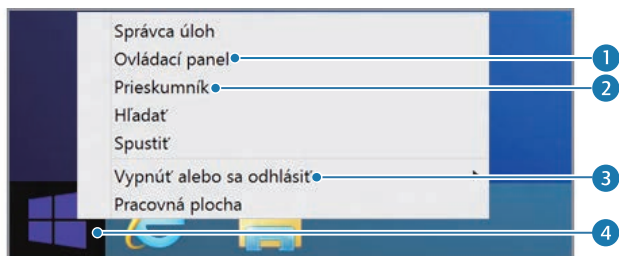 Správca úloh
Ovládací panel 1
Prieskumník 2
Hľadať
Spustiť
Vypnúť alebo sa odhlásiť 3
Pracovná plocha
4